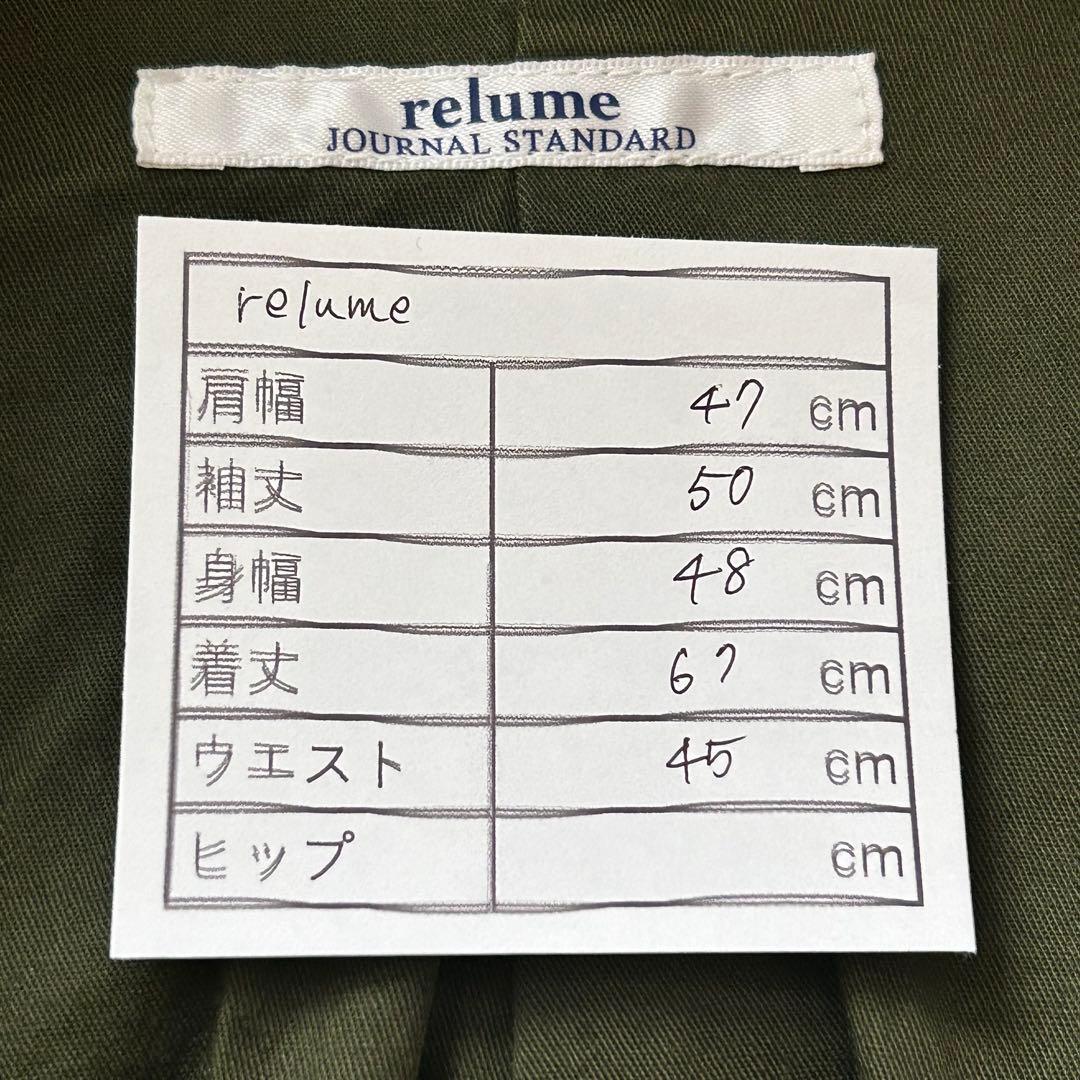 relume
JOURNAL STANDARD
relume
肩幅 47 cm
袖丈 50 cm
身幅 48 cm
着丈 67 cm
ウエスト 45 cm
ヒップ cm